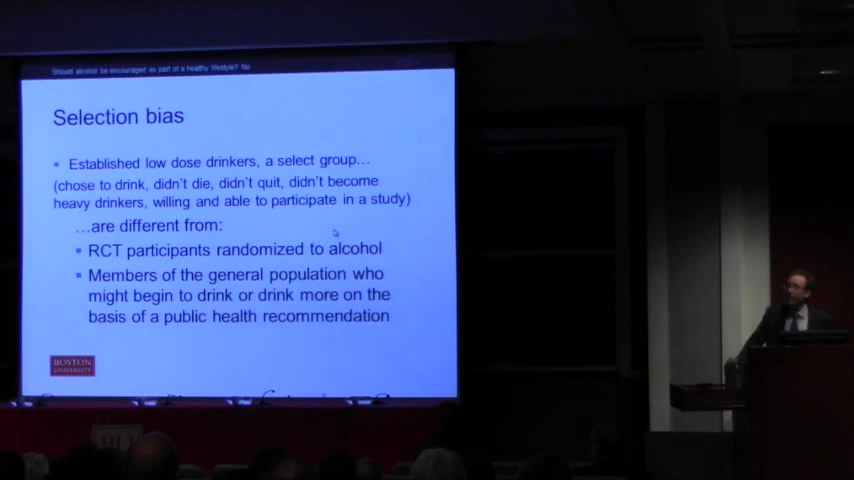 Should alcohol be encouraged as part of a healthy lifestyle? No
Selection bias
▪ Established low dose drinkers, a select group…
(chose to drink, didn't die, didn't quit, didn't become
heavy drinkers, willing and able to participate in a study)
…are different from:
▪ RCT participants randomized to alcohol
▪ Members of the general population who
might begin to drink or drink more on the
basis of a public health recommendation
BOSTON
UNIVERSITY
BU